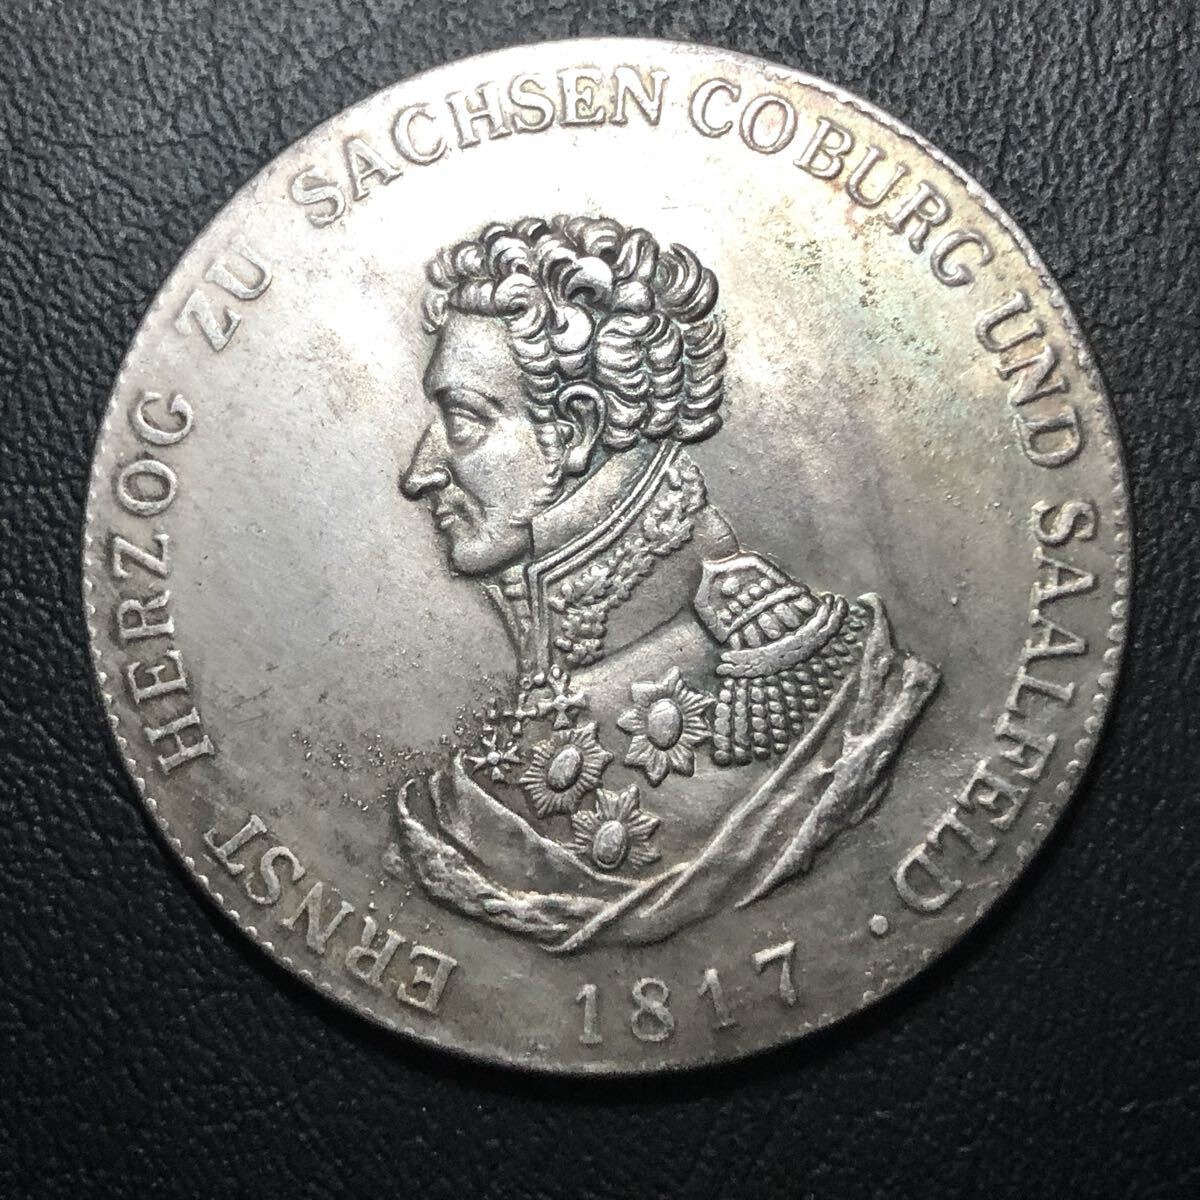 ERNST HERZOG ZU SACHSEN COBURG UND SAALFELD.
1817